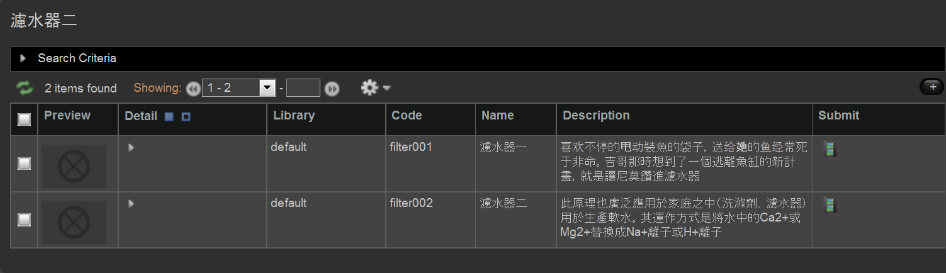 濾水器二
Search Criteria
2 items found Showing: 1 - 2 -
Preview Detail Library Code Name Description Submit
default filter001 濾水器一 喜欢不停的甩动裝魚的袋子, 送给她的鱼经常死
于非命, 吉哥那時想到了一個逃離魚缸的新計
畫, 就是讓尼莫鑽進濾水器
default filter002 濾水器二 此原理也廣泛應用於家庭之中(洗滌劑、濾水器)
用於生產軟水。其運作方式是將水中的Ca2+或
Mg2+替換成Na+離子或H+離子